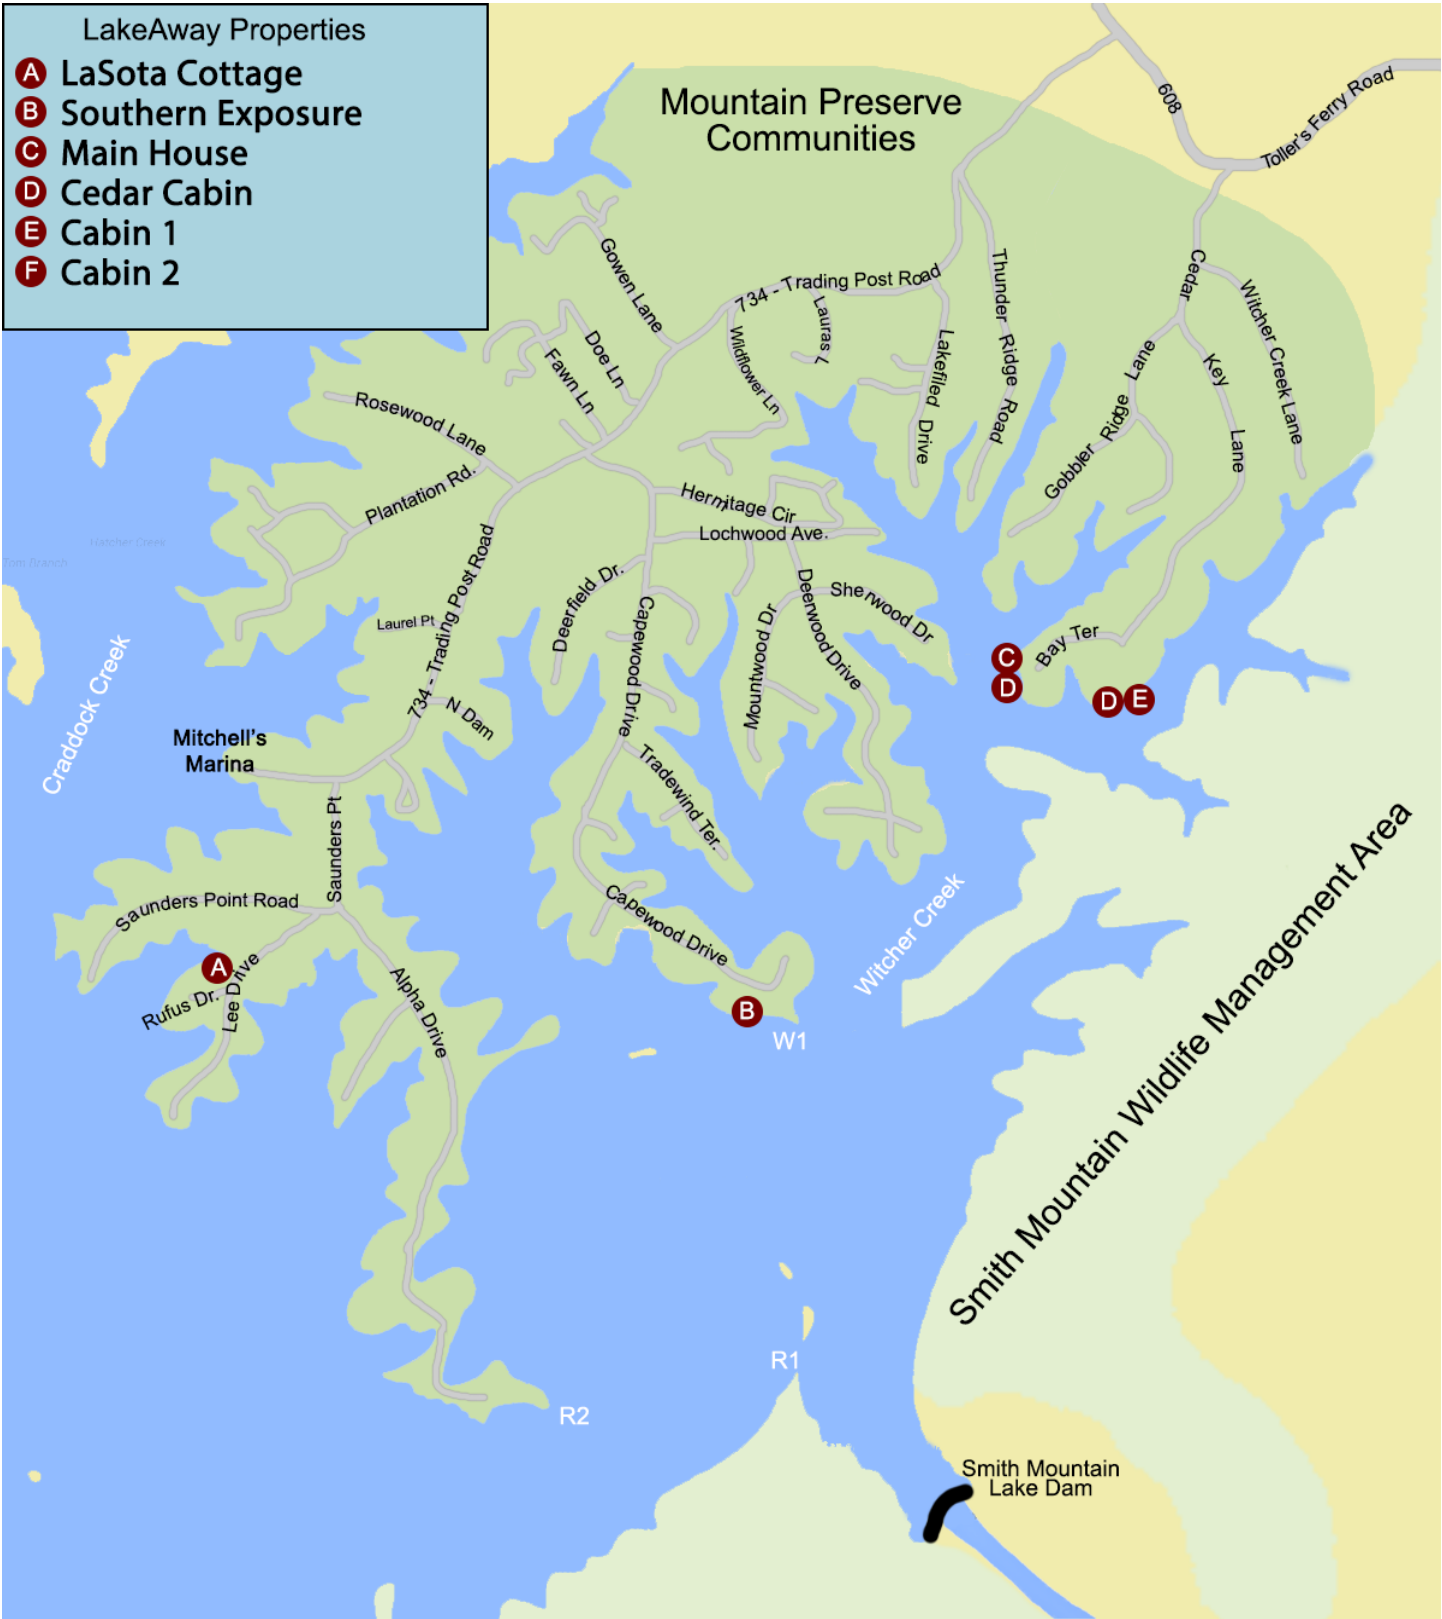 LakeAway Properties
A LaSota Cottage
B Southern Exposure
C Main House
D Cedar Cabin
E Cabin 1
F Cabin 2
Mountain Preserve
Communities
608
Toller's Ferry Road
Gowen Lane
734 - Trading Post Road
Lauras L
Thunder Ridge Road
Cedar Key Lane
Witcher Creek Lane
Doe Ln
Fawn Ln
Wildflower Ln
Lakefiled Drive
Gobbler Ridge Lane
Rosewood Lane
Plantation Rd.
Hermitage Cir
Lochwood Ave.
Hatcher Creek
Tom Branch
734 - Trading Post Road
Deerfield Dr.
Capewood Drive
Sherwood Dr
Deerwood Drive
Mountwood Dr
Laurel Pt
Bay Ter
C
D
D
E
N Dam
Craddock Creek
Mitchell's
Marina
Tradewind Ter.
Saunders Pt
Saunders Point Road
Capewood Drive
Witcher Creek
A
Rufus Dr.
Lee Drive
Alpha Drive
B
W1
Smith Mountain Wildlife Management Area
R1
R2
Smith Mountain
Lake Dam